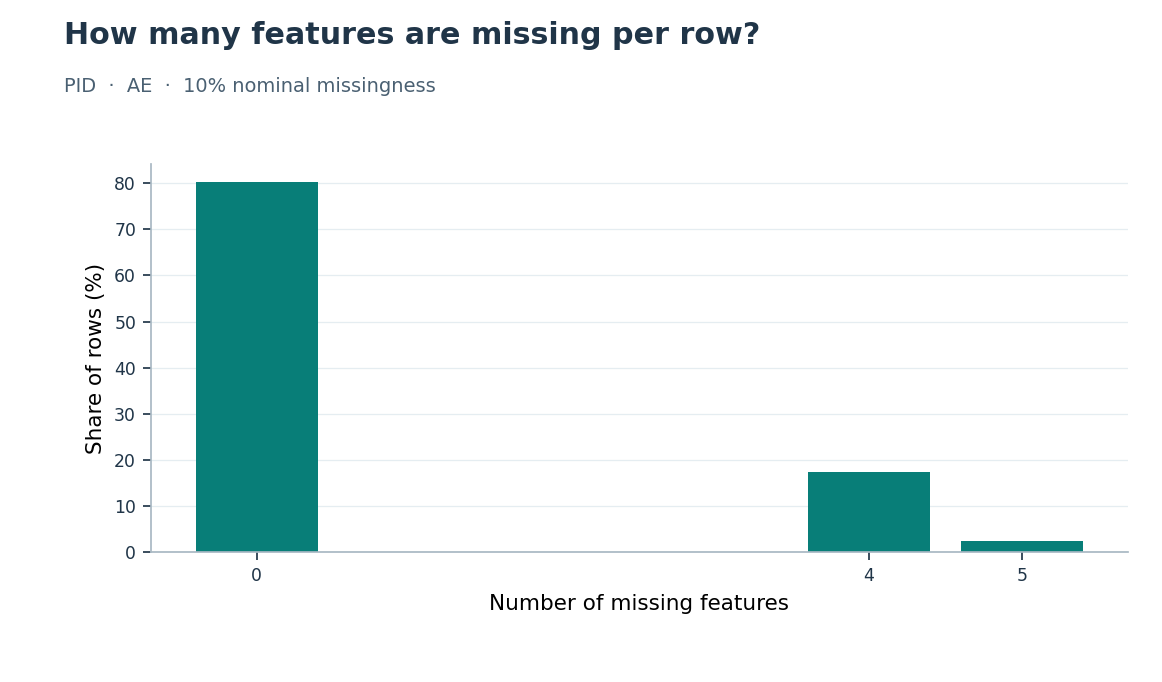 How many features are missing per row?
PID · AE · 10% nominal missingness
Share of rows (%)
80
70
60
50
40
30
20
10
0
0 4 5
Number of missing features